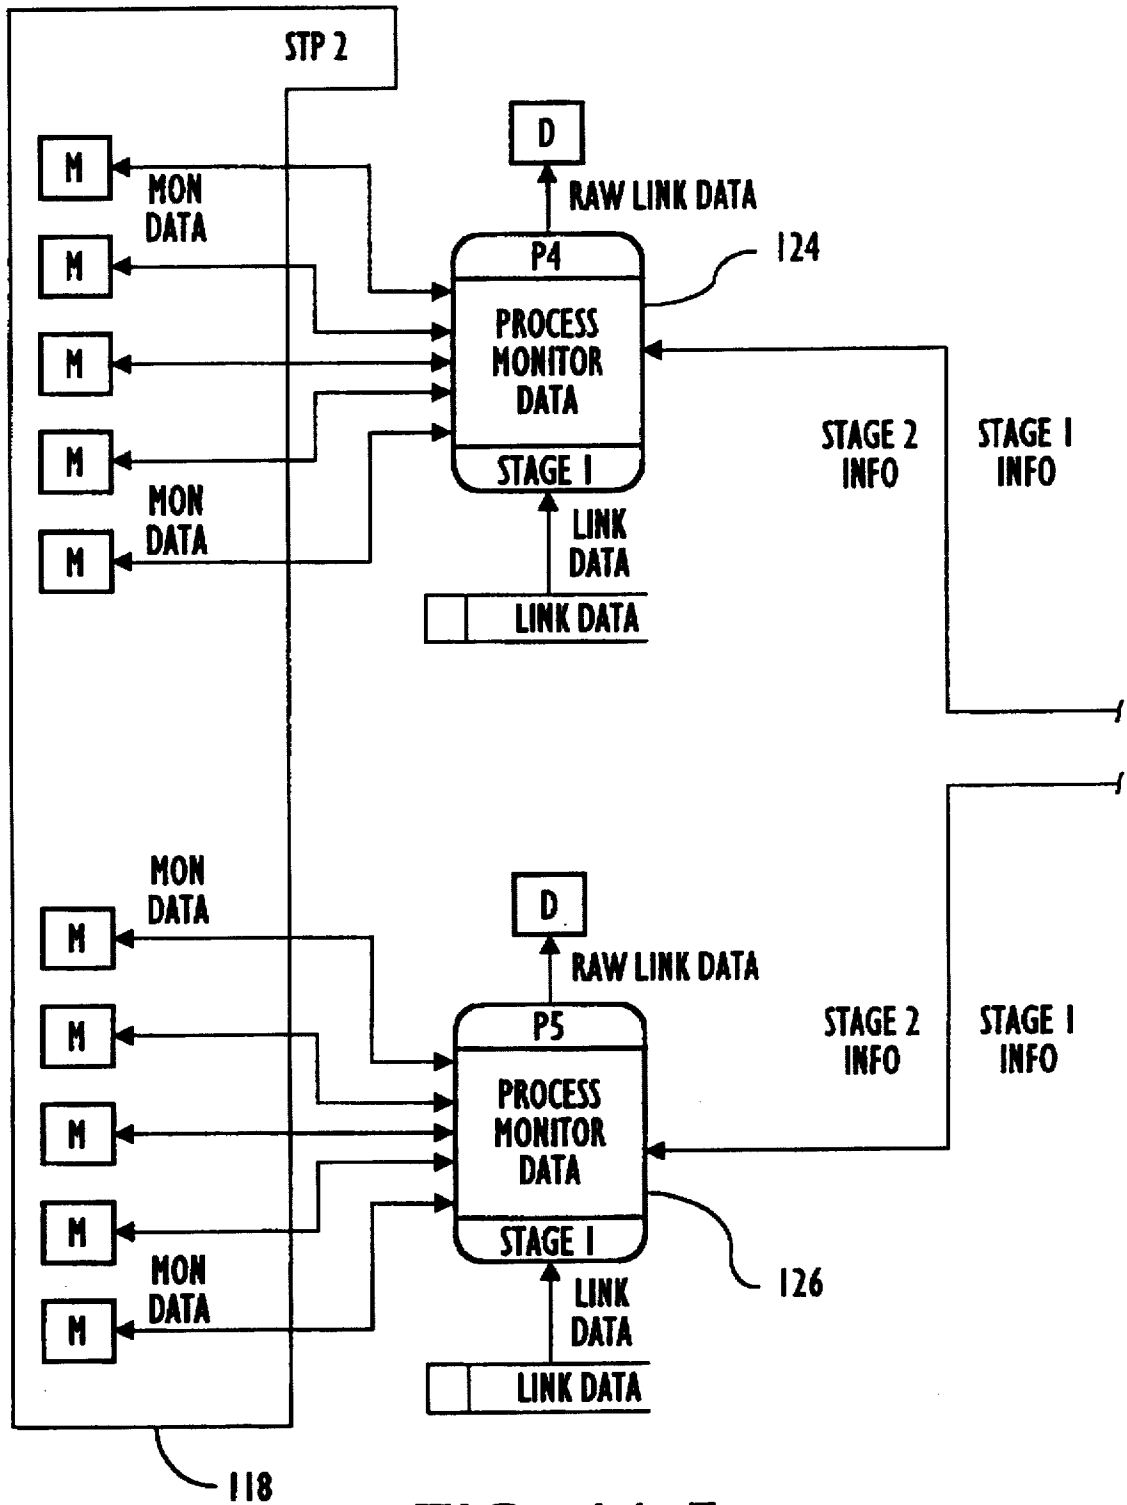 STP 2
M
M
M
M
M
MON
DATA
MON
DATA
D
RAW LINK DATA
P4
PROCESS
MONITOR
DATA
STAGE 1
124
LINK
DATA
LINK DATA
STAGE 2
INFO
STAGE 1
INFO
M
M
M
M
M
MON
DATA
MON
DATA
D
RAW LINK DATA
P5
PROCESS
MONITOR
DATA
STAGE 1
126
LINK
DATA
LINK DATA
STAGE 2
INFO
STAGE 1
INFO
118